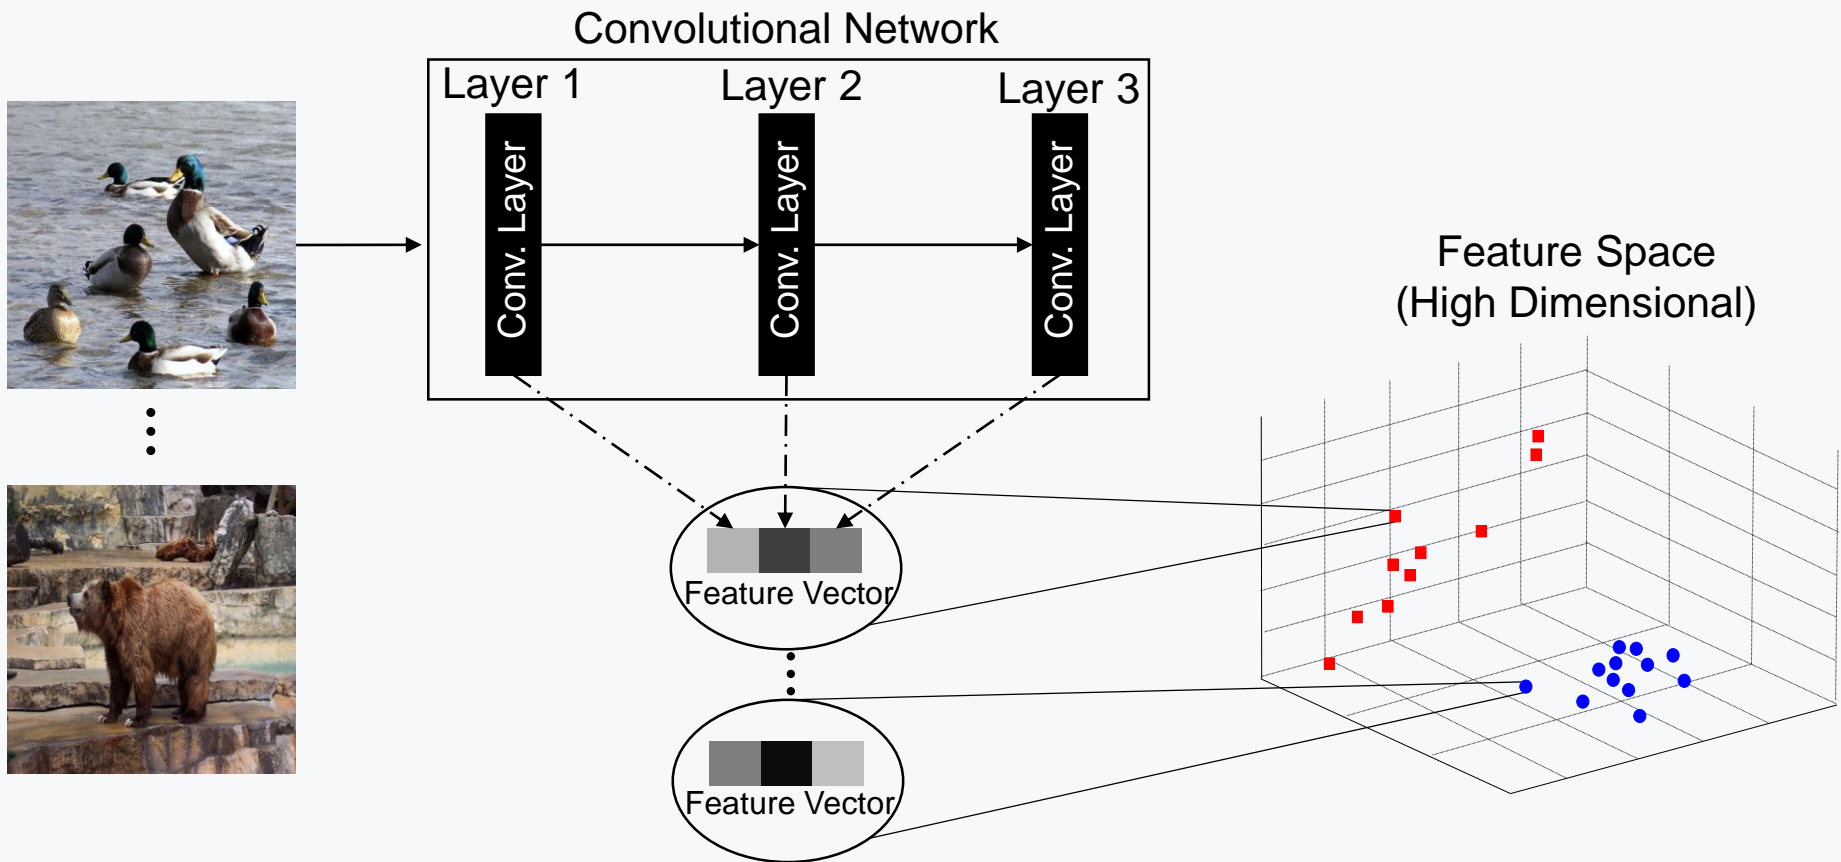 Convolutional Network
Layer 1
Layer 2
Layer 3
Conv. Layer
Conv. Layer
Conv. Layer
Feature Space
(High Dimensional)
Feature Vector
Feature Vector